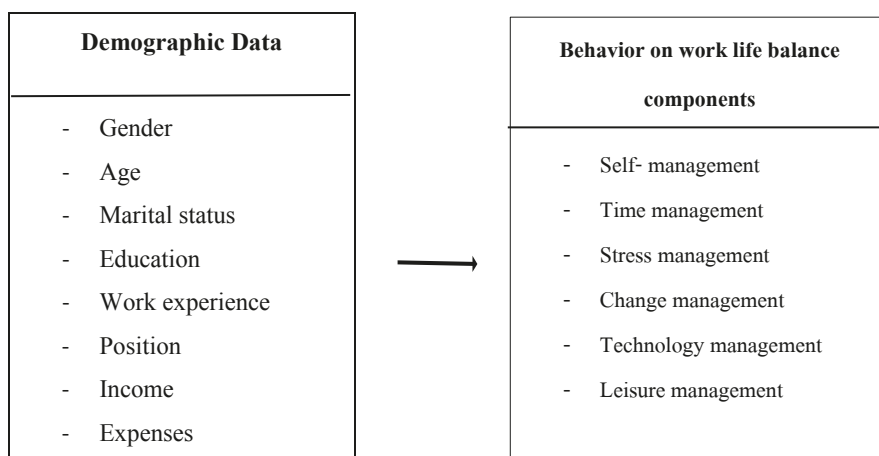 Demographic Data
- Gender
- Age
- Marital status
- Education
- Work experience
- Position
- Income
- Expenses
Behavior on work life balance
components
- Self- management
- Time management
- Stress management
- Change management
- Technology management
- Leisure management